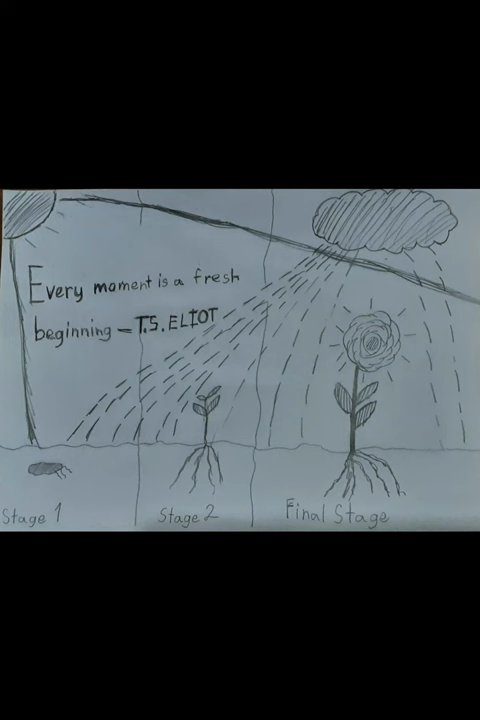 Every moment is a fresh
beginning – T.S. ELIOT
Stage 1
Stage 2
Final Stage